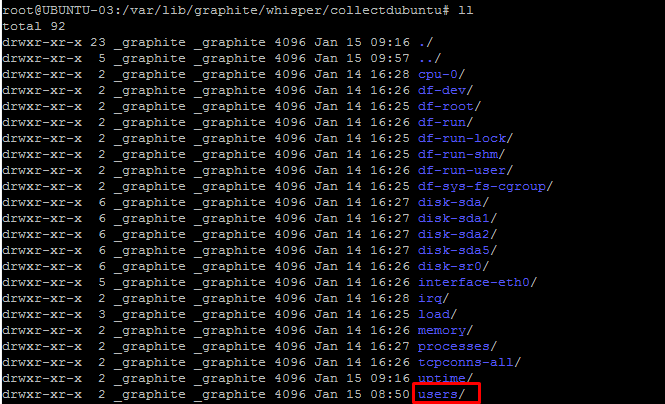 root@UBUNTU-03:/var/lib/graphite/whisper/collectdubuntu# ll
total 92
drwxr-xr-x 23 _graphite _graphite 4096 Jan 15 09:16 ./
drwxr-xr-x  5 _graphite _graphite 4096 Jan 15 09:57 ../
drwxr-xr-x  2 _graphite _graphite 4096 Jan 14 16:28 cpu-0/
drwxr-xr-x  2 _graphite _graphite 4096 Jan 14 16:26 df-dev/
drwxr-xr-x  2 _graphite _graphite 4096 Jan 14 16:25 df-root/
drwxr-xr-x  2 _graphite _graphite 4096 Jan 14 16:26 df-run/
drwxr-xr-x  2 _graphite _graphite 4096 Jan 14 16:25 df-run-lock/
drwxr-xr-x  2 _graphite _graphite 4096 Jan 14 16:25 df-run-shm/
drwxr-xr-x  2 _graphite _graphite 4096 Jan 14 16:26 df-run-user/
drwxr-xr-x  2 _graphite _graphite 4096 Jan 14 16:25 df-sys-fs-cgroup/
drwxr-xr-x  6 _graphite _graphite 4096 Jan 14 16:27 disk-sda/
drwxr-xr-x  6 _graphite _graphite 4096 Jan 14 16:27 disk-sda1/
drwxr-xr-x  6 _graphite _graphite 4096 Jan 14 16:27 disk-sda2/
drwxr-xr-x  6 _graphite _graphite 4096 Jan 14 16:27 disk-sda5/
drwxr-xr-x  6 _graphite _graphite 4096 Jan 14 16:26 disk-sr0/
drwxr-xr-x  5 _graphite _graphite 4096 Jan 14 16:26 interface-eth0/
drwxr-xr-x  2 _graphite _graphite 4096 Jan 14 16:28 irq/
drwxr-xr-x  3 _graphite _graphite 4096 Jan 14 16:25 load/
drwxr-xr-x  2 _graphite _graphite 4096 Jan 14 16:26 memory/
drwxr-xr-x  2 _graphite _graphite 4096 Jan 14 16:27 processes/
drwxr-xr-x  2 _graphite _graphite 4096 Jan 14 16:26 tcpconns-all/
drwxr-xr-x  2 _graphite _graphite 4096 Jan 15 09:16 uptime/
drwxr-xr-x  2 _graphite _graphite 4096 Jan 15 08:50 users/